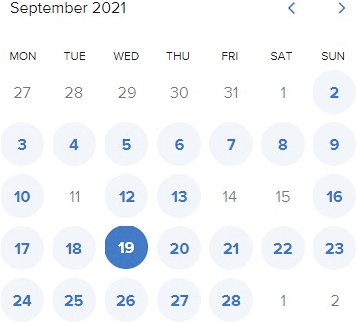 September 2021
MON TUE WED THU FRI SAT SUN
27 28 29 30 31 1 2
3 4 5 6 7 8 9
10 11 12 13 14 15 16
17 18 19 20 21 22 23
24 25 26 27 28 1 2